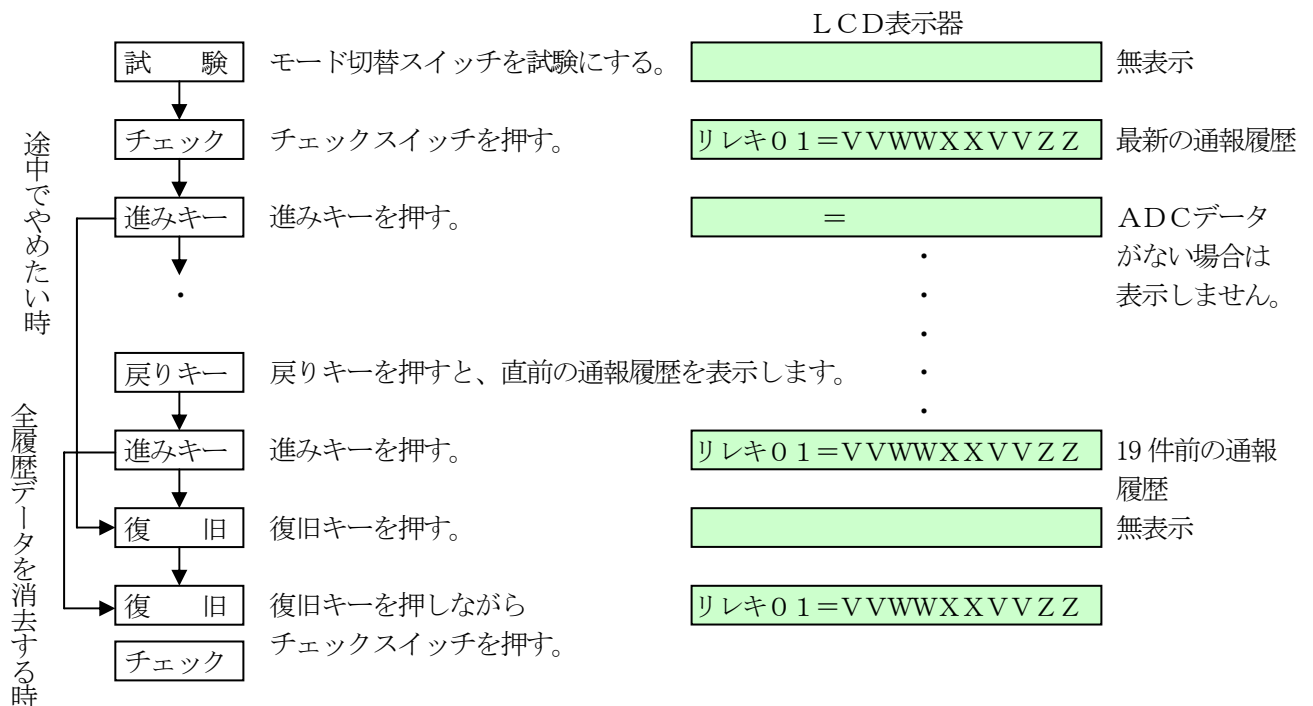 ＬＣＤ表示器
試　験　モード切替スイッチを試験にする。　無表示
チェック　チェックスイッチを押す。　リレキ０１＝ＶＶＷＷＸＸＶＶＺＺ　最新の通報履歴
進みキー　進みキーを押す。　＝　ＡＤＣデータ
がない場合は
表示しません。
・　・
・
・
戻りキー　戻りキーを押すと、直前の通報履歴を表示します。　・
・
進みキー　進みキーを押す。　リレキ０１＝ＶＶＷＷＸＸＶＶＺＺ　19 件前の通報
履歴
復　旧　復旧キーを押す。　無表示
復　旧　復旧キーを押しながら　リレキ０１＝ＶＶＷＷＸＸＶＶＺＺ
チェック　チェックスイッチを押す。
途中でやめたい時
全履歴データを消去する時